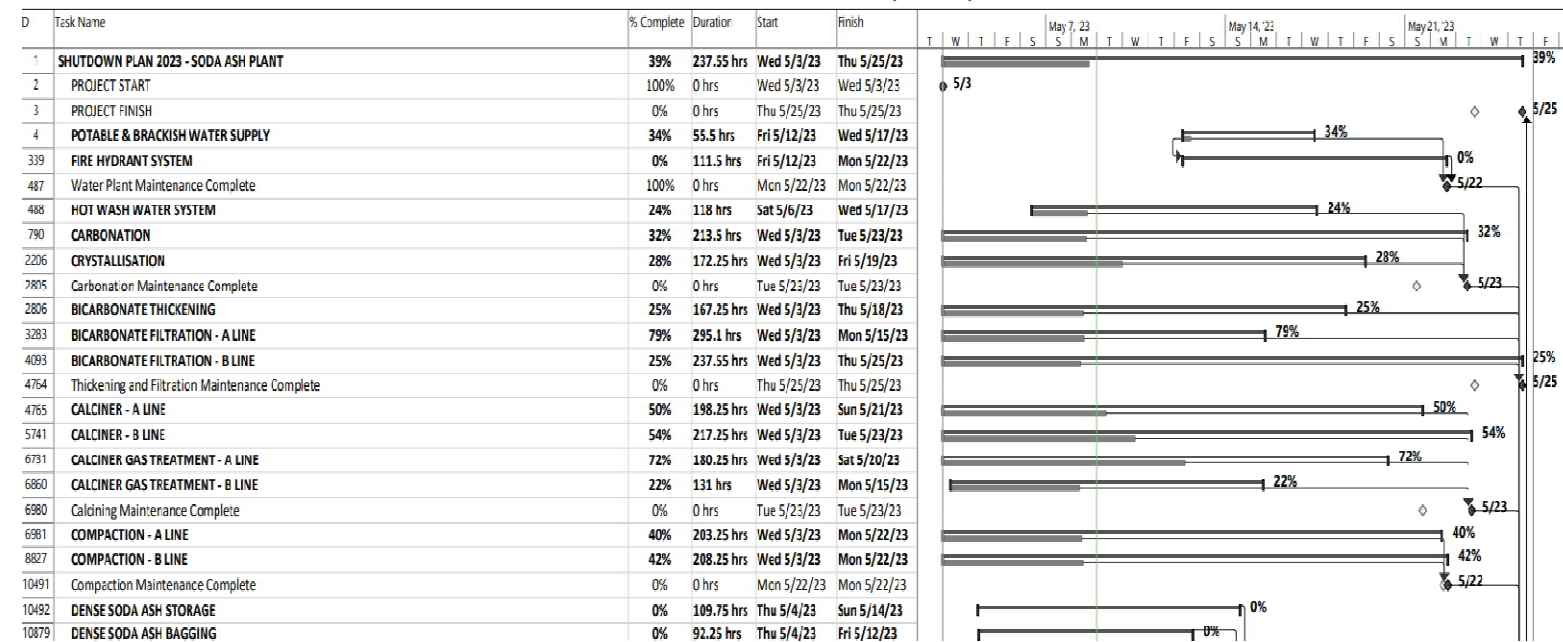 D Task Name % Complete Duration Start Finish May 7, '23 May 14, '23 May 21, '23
T W T F S S M T W T F S S M T W T F S S M T W T F
1 SHUTDOWN PLAN 2023 - SODA ASH PLANT 39% 237.55 hrs Wed 5/3/23 Thu 5/25/23 39%
2 PROJECT START 100% 0 hrs Wed 5/3/23 Wed 5/3/23 5/3
3 PROJECT FINISH 0% 0 hrs Thu 5/25/23 Thu 5/25/23 5/25
4 POTABLE & BRACKISH WATER SUPPLY 34% 55.5 hrs Fri 5/12/23 Wed 5/17/23 34%
339 FIRE HYDRANT SYSTEM 0% 111.5 hrs Fri 5/12/23 Mon 5/22/23 0%
487 Water Plant Maintenance Complete 100% 0 hrs Mon 5/22/23 Mon 5/22/23 5/22
488 HOT WASH WATER SYSTEM 24% 118 hrs Sat 5/6/23 Wed 5/17/23 24%
790 CARBONATION 32% 213.5 hrs Wed 5/3/23 Tue 5/23/23 32%
2206 CRYSTALLISATION 28% 172.25 hrs Wed 5/3/23 Fri 5/19/23 28%
2805 Carbonation Maintenance Complete 0% 0 hrs Tue 5/23/23 Tue 5/23/23 5/23
2806 BICARBONATE THICKENING 25% 167.25 hrs Wed 5/3/23 Thu 5/18/23 25%
3283 BICARBONATE FILTRATION - A LINE 79% 295.1 hrs Wed 5/3/23 Mon 5/15/23 79%
4093 BICARBONATE FILTRATION - B LINE 25% 237.55 hrs Wed 5/3/23 Thu 5/25/23 25%
4764 Thickening and Filtration Maintenance Complete 0% 0 hrs Thu 5/25/23 Thu 5/25/23 5/25
4765 CALCINER - A LINE 50% 198.25 hrs Wed 5/3/23 Sun 5/21/23 50%
5741 CALCINER - B LINE 54% 217.25 hrs Wed 5/3/23 Tue 5/23/23 54%
6731 CALCINER GAS TREATMENT - A LINE 72% 180.25 hrs Wed 5/3/23 Sat 5/20/23 72%
6860 CALCINER GAS TREATMENT - B LINE 22% 131 hrs Wed 5/3/23 Mon 5/15/23 22%
6980 Calcining Maintenance Complete 0% 0 hrs Tue 5/23/23 Tue 5/23/23 5/23
6981 COMPACTION - A LINE 40% 203.25 hrs Wed 5/3/23 Mon 5/22/23 40%
8827 COMPACTION - B LINE 42% 208.25 hrs Wed 5/3/23 Mon 5/22/23 42%
10491 Compaction Maintenance Complete 0% 0 hrs Mon 5/22/23 Mon 5/22/23 5/22
10492 DENSE SODA ASH STORAGE 0% 109.75 hrs Thu 5/4/23 Sun 5/14/23 0%
10879 DENSE SODA ASH BAGGING 0% 92.25 hrs Thu 5/4/23 Fri 5/12/23 0%